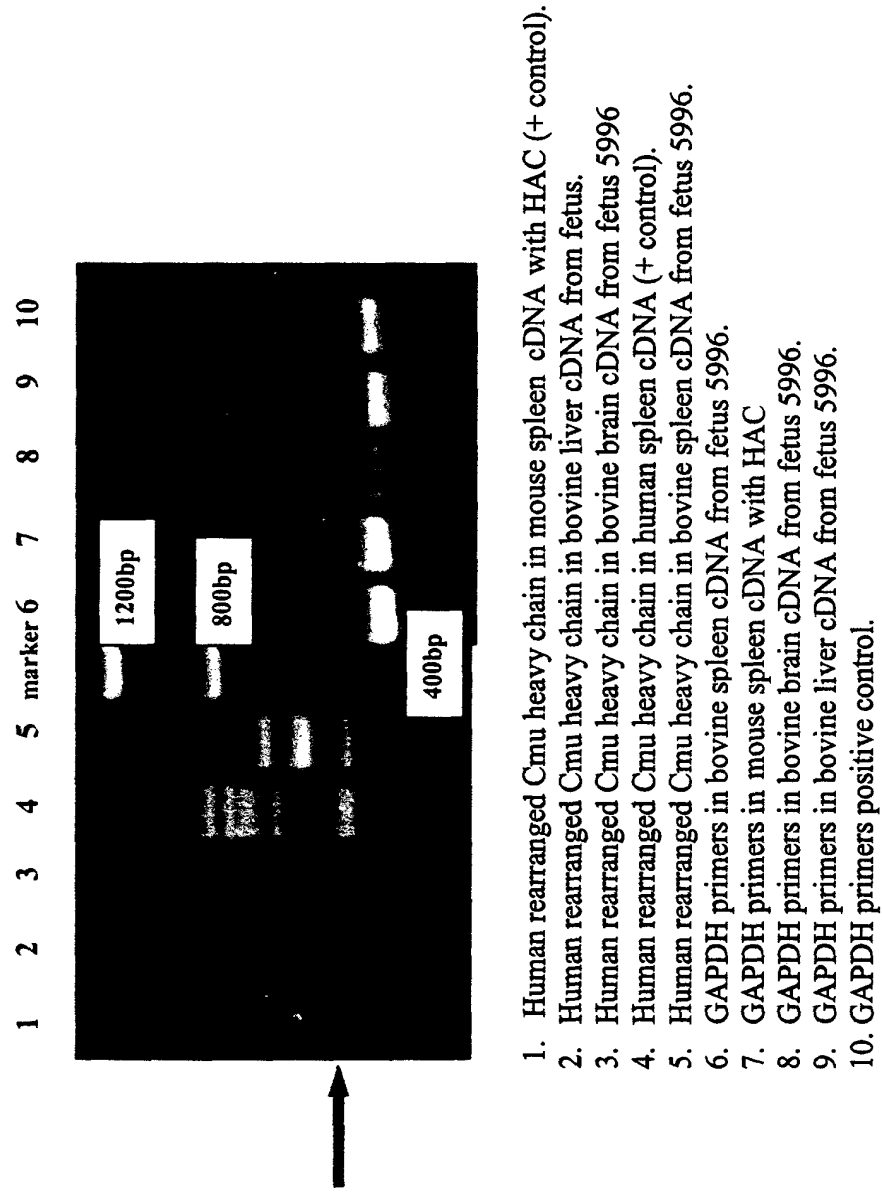 1 2 3 4 5 marker 6 7 8 9 10
1200bp
800bp
400bp
1. Human rearranged Cmu heavy chain in mouse spleen cDNA with HAC (+ control).
2. Human rearranged Cmu heavy chain in bovine liver cDNA from fetus.
3. Human rearranged Cmu heavy chain in bovine brain cDNA from fetus 5996
4. Human rearranged Cmu heavy chain in human spleen cDNA (+ control).
5. Human rearranged Cmu heavy chain in bovine spleen cDNA from fetus 5996.
6. GAPDH primers in bovine spleen cDNA from fetus 5996.
7. GAPDH primers in mouse spleen cDNA with HAC
8. GAPDH primers in bovine brain cDNA from fetus 5996.
9. GAPDH primers in bovine liver cDNA from fetus 5996.
10. GAPDH primers positive control.